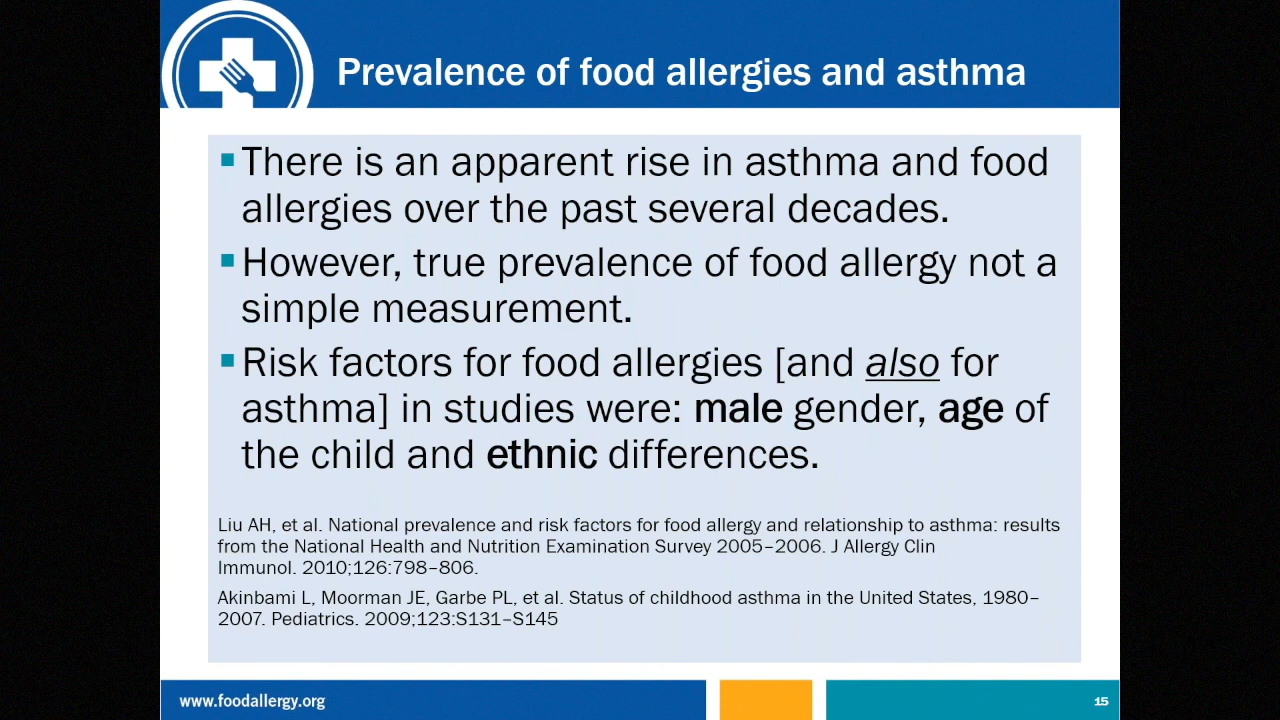 Prevalence of food allergies and asthma
▪There is an apparent rise in asthma and food
allergies over the past several decades.
▪However, true prevalence of food allergy not a
simple measurement.
▪Risk factors for food allergies [and also for
asthma] in studies were: male gender, age of
the child and ethnic differences.
Liu AH, et al. National prevalence and risk factors for food allergy and relationship to asthma: results
from the National Health and Nutrition Examination Survey 2005–2006. J Allergy Clin
Immunol. 2010;126:798–806.
Akinbami L, Moorman JE, Garbe PL, et al. Status of childhood asthma in the United States, 1980–
2007. Pediatrics. 2009;123:S131–S145
www.foodallergy.org
15